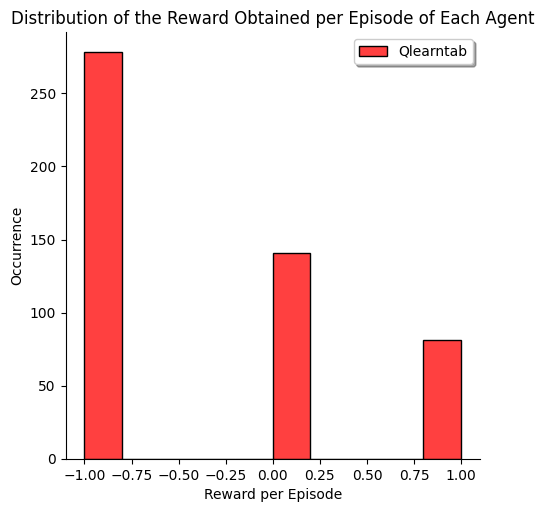 Distribution of the Reward Obtained per Episode of Each Agent
Qlearntab
250
200
150
100
50
0
Occurrence
−1.00 −0.75 −0.50 −0.25 0.00 0.25 0.50 0.75 1.00
Reward per Episode